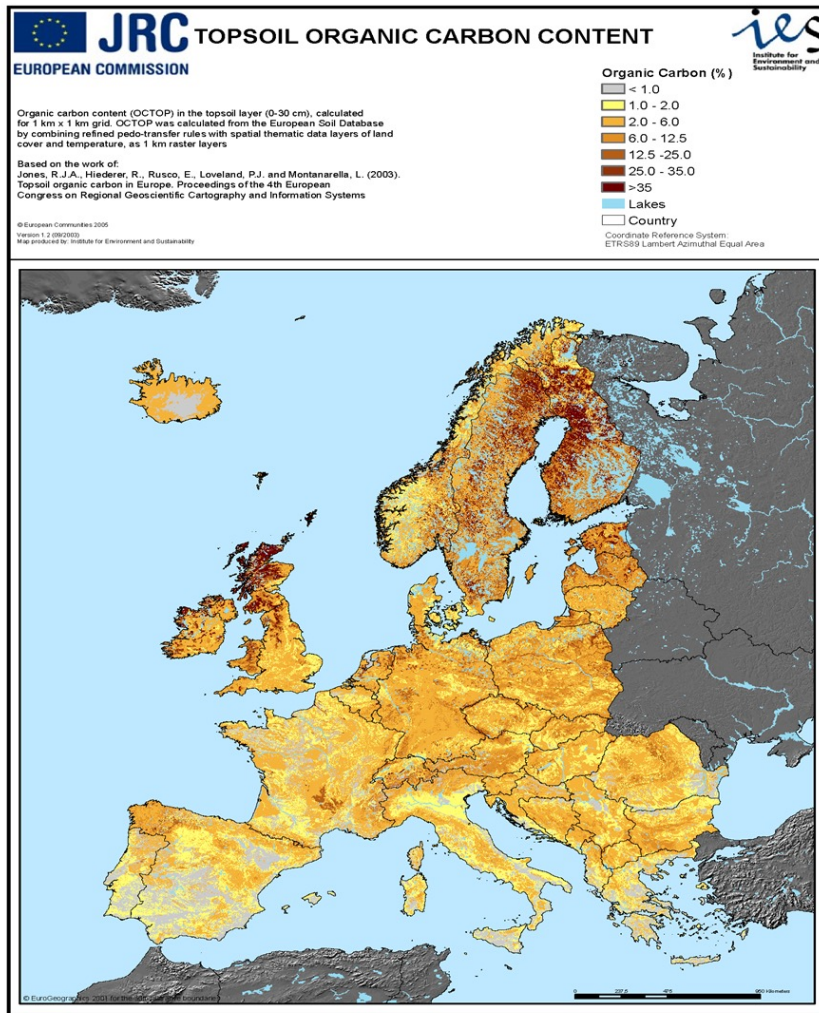 JRC
EUROPEAN COMMISSION
TOPSOIL ORGANIC CARBON CONTENT
ies
Institute for
Environment and
Sustainability
Organic carbon content (OCTOP) in the topsoil layer (0-30 cm), calculated
for 1 km x 1 km grid. OCTOP was calculated from the European Soil Database
by combining refined pedo-transfer rules with spatial thematic data layers of land
cover and temperature, as 1 km raster layers
Based on the work of:
Jones, R.J.A., Hiederer, R., Rusco, E., Loveland, P.J. and Montanarella, L. (2003).
Topsoil organic carbon in Europe. Proceedings of the 4th European
Congress on Regional Geoscientific Cartography and Information Systems
© European Communities 2005
Version 1.2 (09/2003)
Map produced by: Institute for Environment and Sustainability
Organic Carbon (%)
< 1.0
1.0 - 2.0
2.0 - 6.0
6.0 - 12.5
12.5 -25.0
25.0 - 35.0
>35
Lakes
Country
Coordinate Reference System:
ETRS89 Lambert Azimuthal Equal Area
© EuroGeographics 2001 for the administrative boundaries
0 237.5 475 950 Kilometres